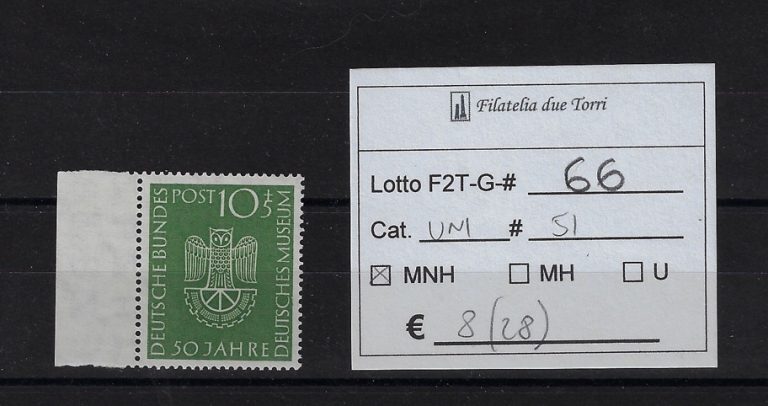 DEUTSCHE BUNDES
POST 10+5
50 JAHRE
DEUTSCHES MUSEUM
Filatelia due Torri
Lotto F2T-G-# 66
Cat. UNI # 51
☒ MNH ☐ MH ☐ U
€ 8 (28)